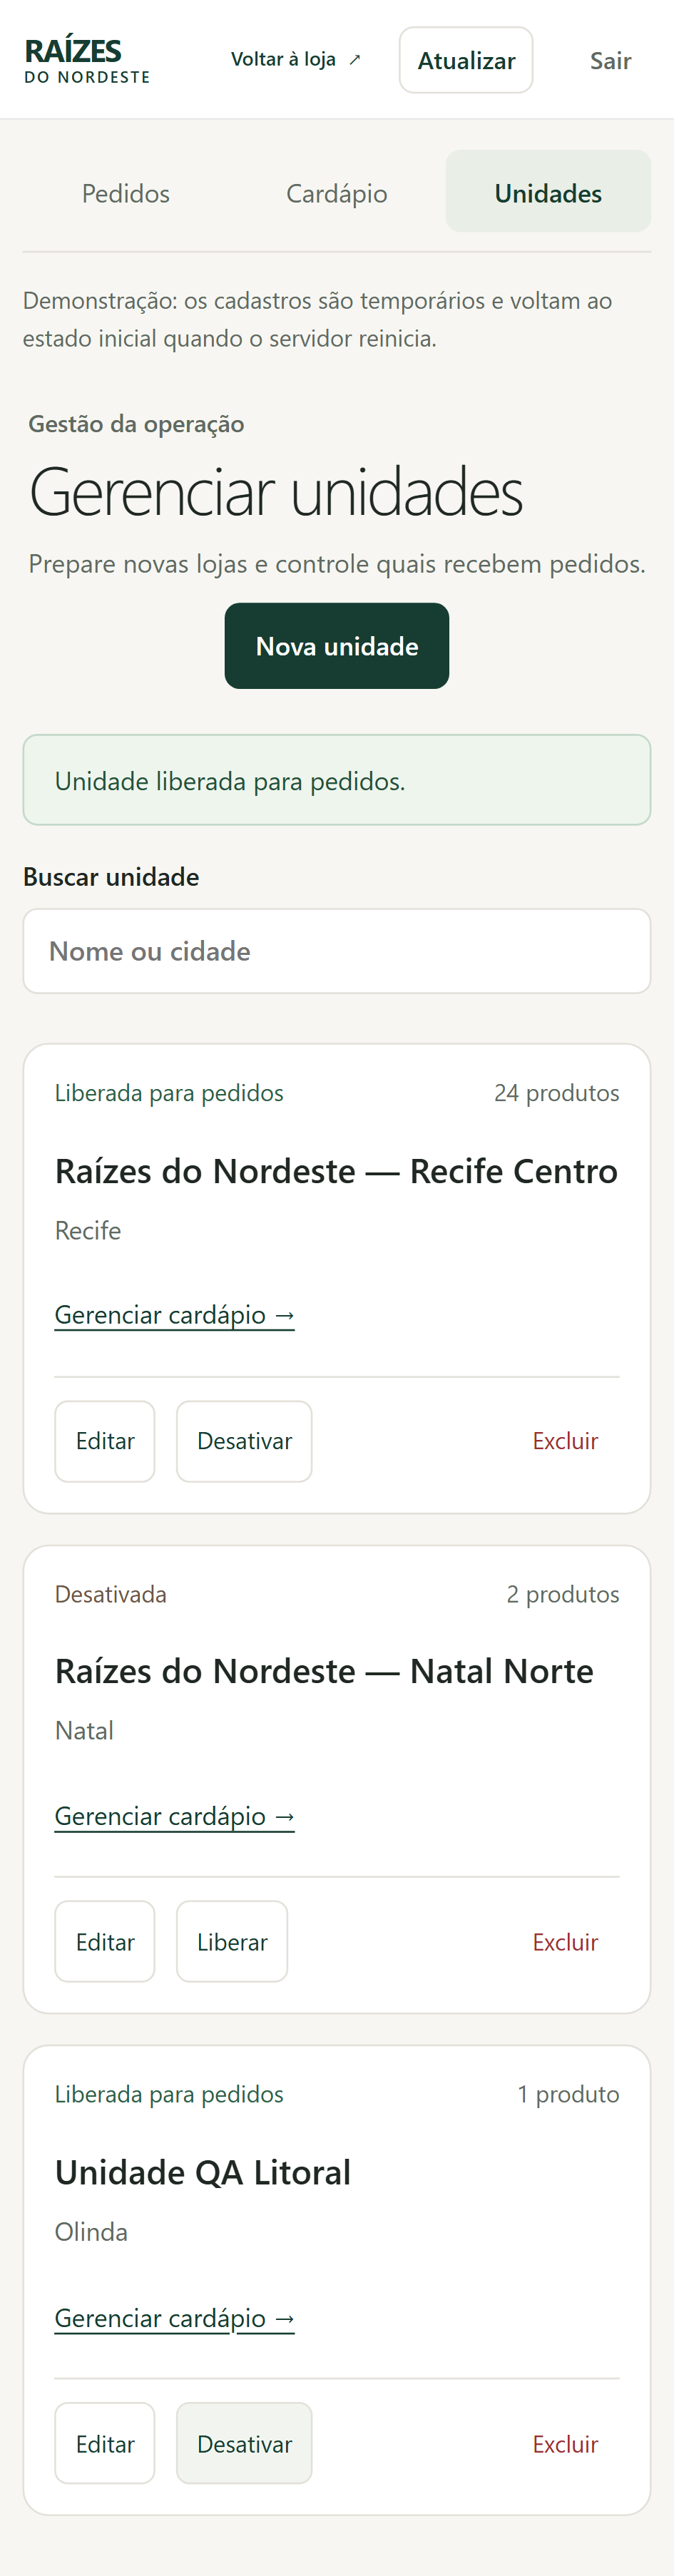 RAÍZES
DO NORDESTE
Voltar à loja ↗
Atualizar
Sair
Pedidos
Cardápio
Unidades
Demonstração: os cadastros são temporários e voltam ao
estado inicial quando o servidor reinicia.
Gestão da operação
Gerenciar unidades
Prepare novas lojas e controle quais recebem pedidos.
Nova unidade
Unidade liberada para pedidos.
Buscar unidade
Nome ou cidade
Liberada para pedidos
24 produtos
Raízes do Nordeste — Recife Centro
Recife
Gerenciar cardápio →
Editar
Desativar
Excluir
Desativada
2 produtos
Raízes do Nordeste — Natal Norte
Natal
Gerenciar cardápio →
Editar
Liberar
Excluir
Liberada para pedidos
1 produto
Unidade QA Litoral
Olinda
Gerenciar cardápio →
Editar
Desativar
Excluir